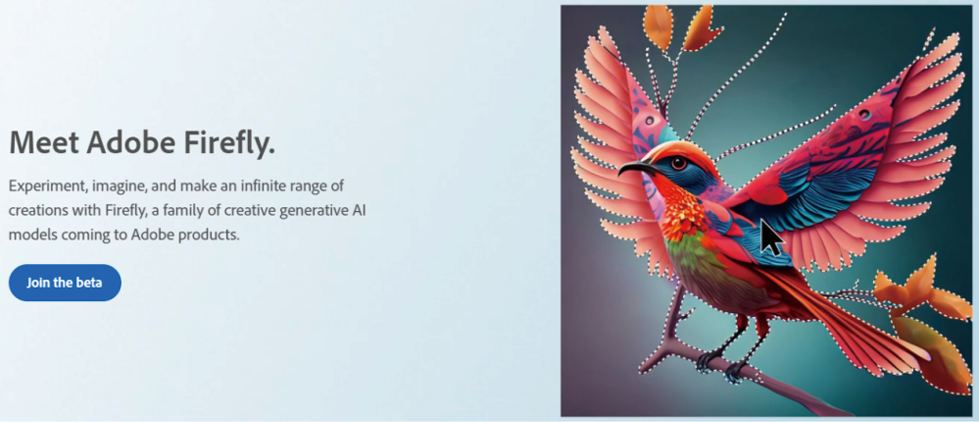 Meet Adobe Firefly.
Experiment, imagine, and make an infinite range of
creations with Firefly, a family of creative generative AI
models coming to Adobe products.
Join the beta